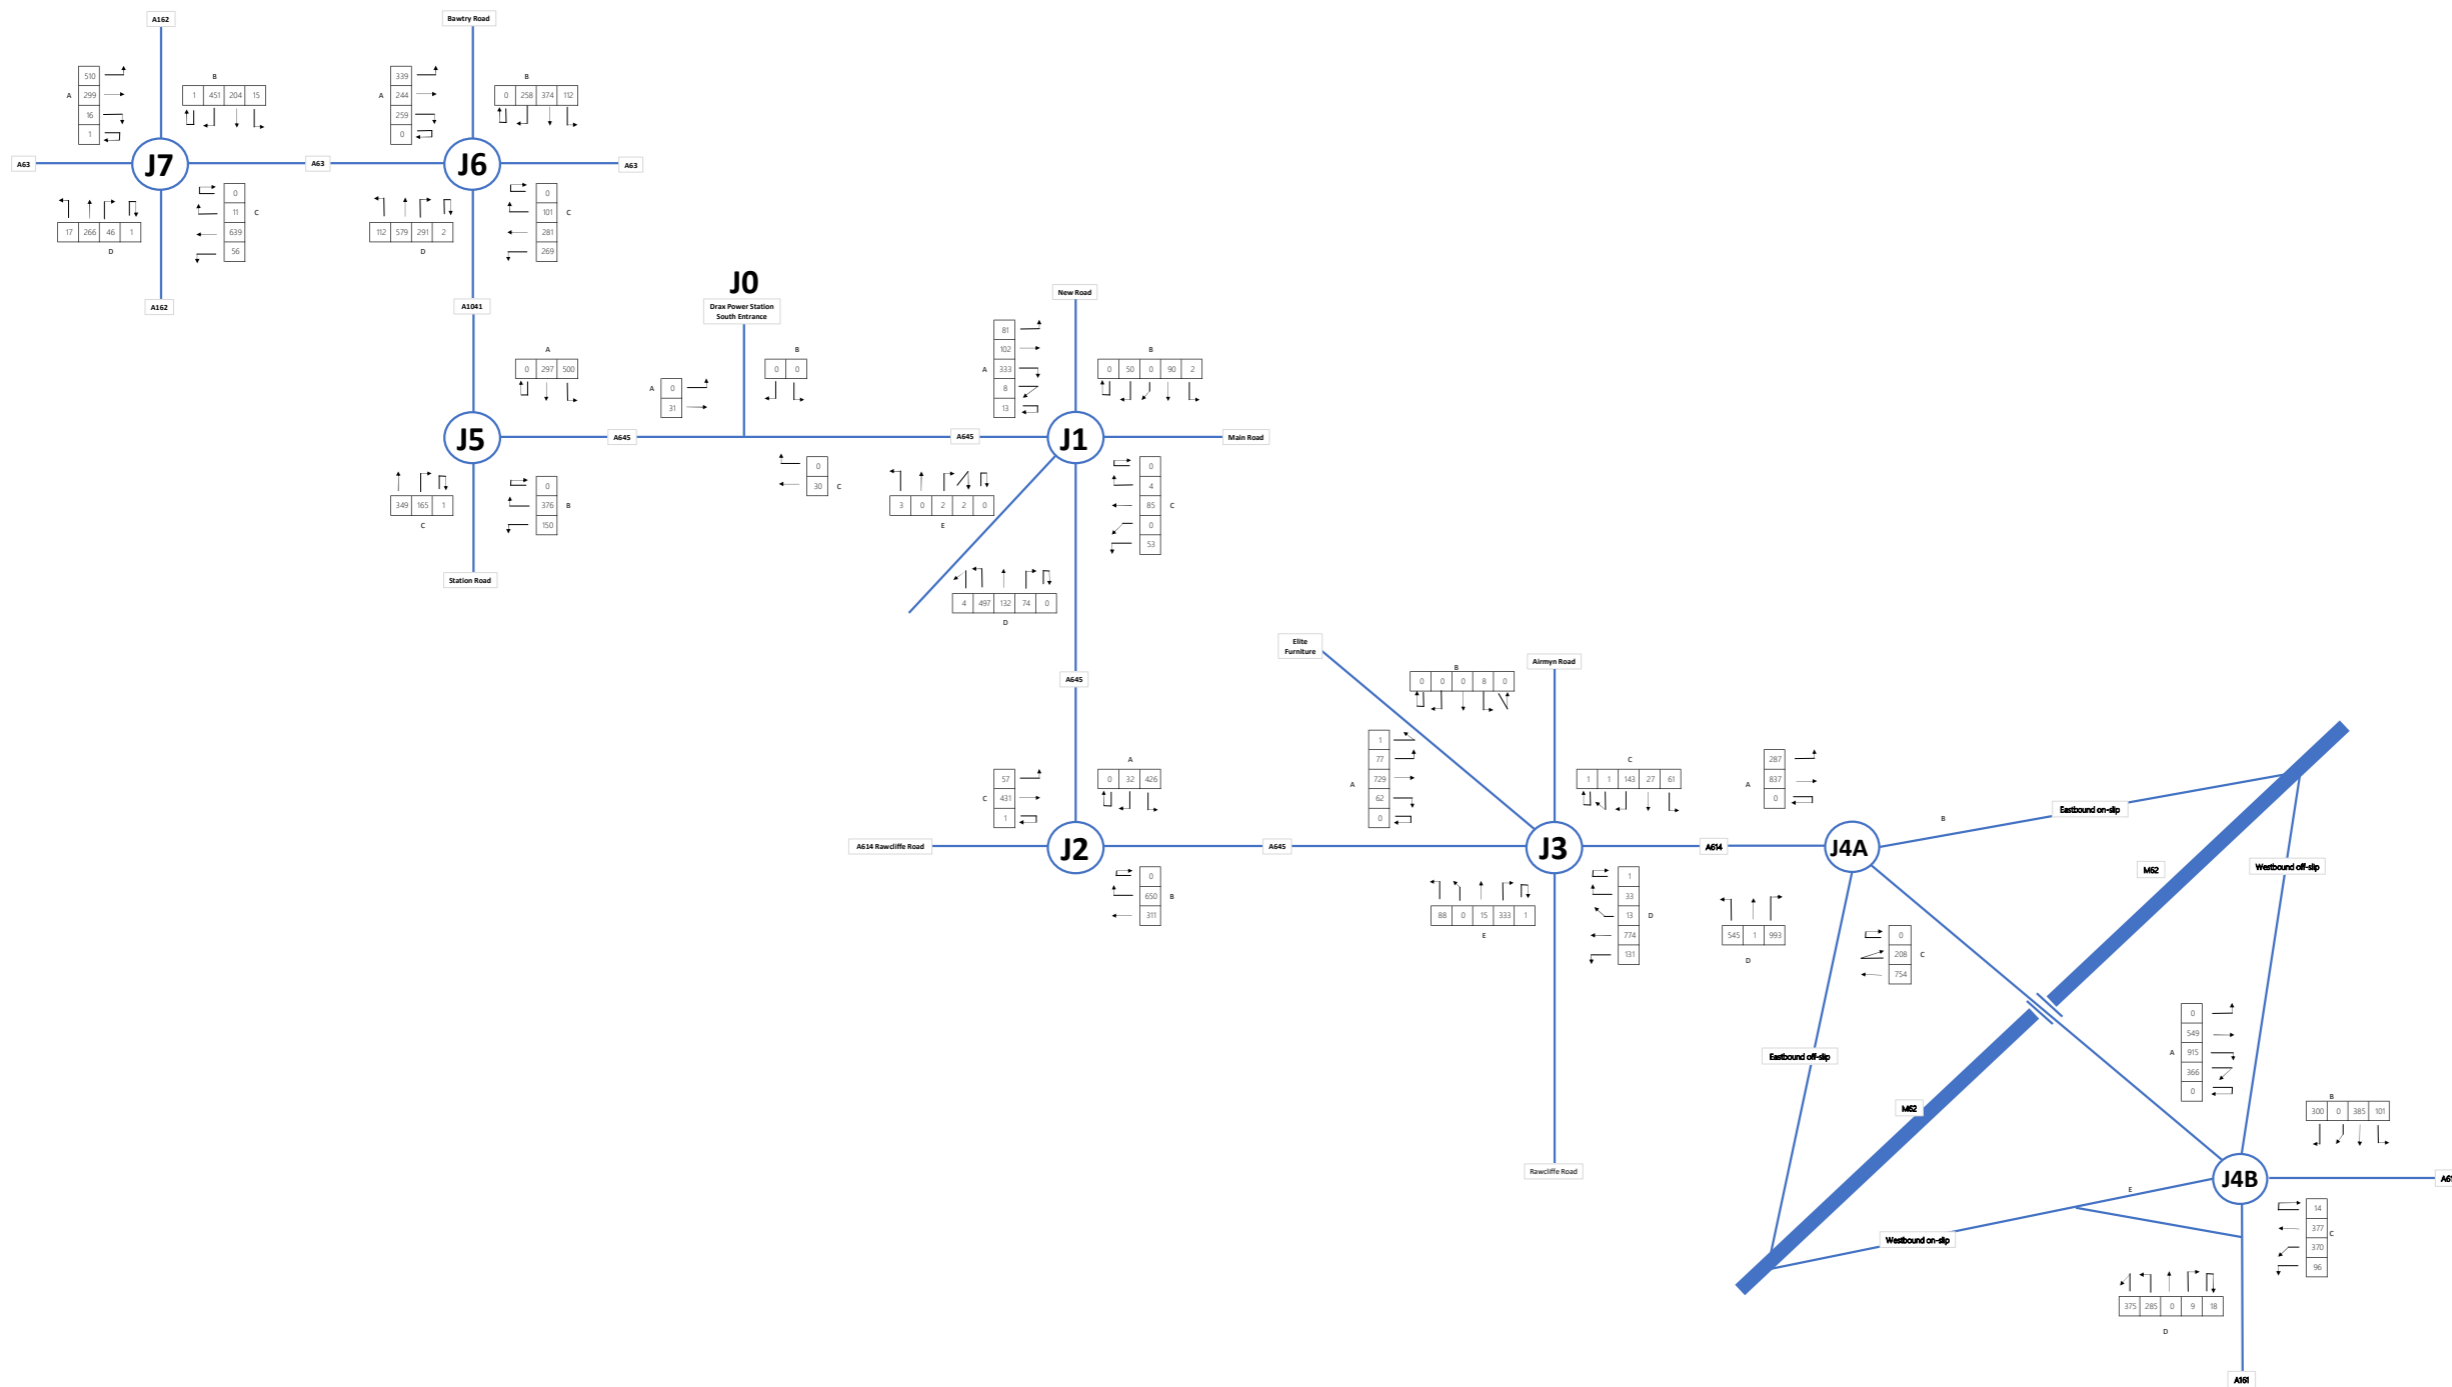 A162
Bawtry Road
510
299
16
1
A
B
1 451 204 15
339
244
259
0
A
B
0 258 374 112
A63
J7
A63
J6
A63
17 266 46 1
D
0
11
639
56
C
112 579 291 2
D
0
101
281
269
C
A162
A1041
J0
Drax Power Station
South Entrance
New Road
A
0 297 500
A
0
31
B
0 0
81
102
333
8
13
A
B
0 50 0 90 2
J5
A645
A645
J1
Main Road
349 165 1
C
0
376
150
B
0
30
C
3 0 2 2 0
E
0
4
85
0
53
C
Station Road
4 497 132 74 0
D
Elite
Furniture
Airmyn Road
A645
B
0 0 0 8 0
57
431
1
C
A
0 32 426
1
77
729
62
0
A
C
1 1 143 27 61
287
837
0
A
A614 Rawcliffe Road
J2
A645
J3
A614
J4A
B
Eastbound on-slip
M62
Westbound off-slip
0
650
311
B
88 0 15 333 1
E
1
33
13
774
131
D
545 1 993
D
0
208
754
C
Eastbound off-slip
M62
0
549
915
366
0
A
B
300 0 385 101
Rawcliffe Road
J4B
A61
E
Westbound on-slip
14
377
370
96
C
375 285 0 9 18
D
A161